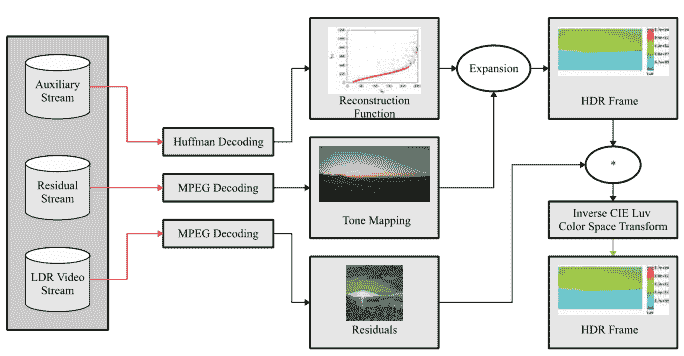 Auxiliary
Stream
Residual
Stream
LDR Video
Stream
Huffman Decoding
MPEG Decoding
MPEG Decoding
Reconstruction
Function
Tone Mapping
Residuals
Expansion
HDR Frame
*
Inverse CIE Luv
Color Space Transform
HDR Frame